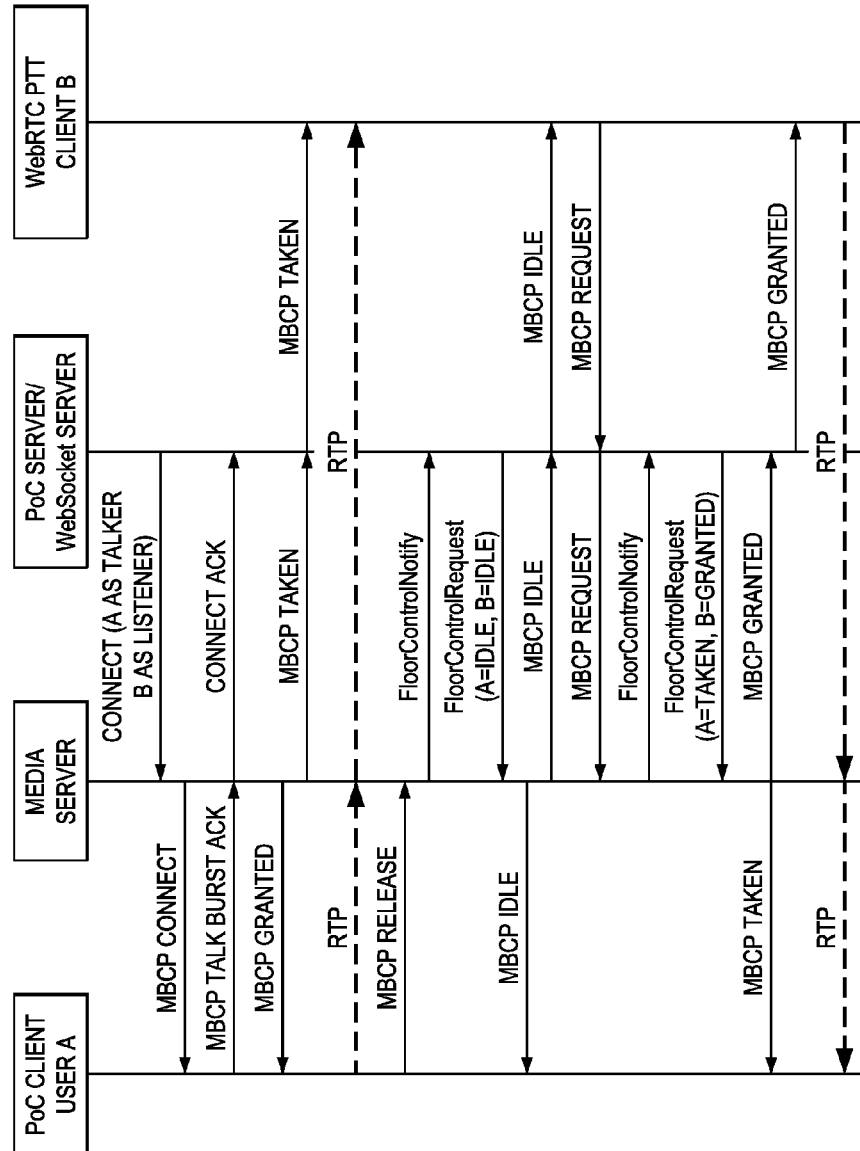 PoC CLIENT
USER A
MEDIA
SERVER
PoC SERVER/
WebSocket SERVER
WebRTC PTT
CLIENT B
CONNECT (A AS TALKER
B AS LISTENER)
MBCP CONNECT
MBCP TALK BURST ACK
CONNECT ACK
MBCP GRANTED
MBCP TAKEN
MBCP TAKEN
RTP
RTP
MBCP RELEASE
FloorControlNotify
FloorControlRequest
(A=IDLE, B=IDLE)
MBCP IDLE
MBCP IDLE
MBCP IDLE
MBCP REQUEST
MBCP REQUEST
FloorControlNotify
FloorControlRequest
(A=TAKEN, B=GRANTED)
MBCP TAKEN
MBCP GRANTED
MBCP GRANTED
RTP
RTP